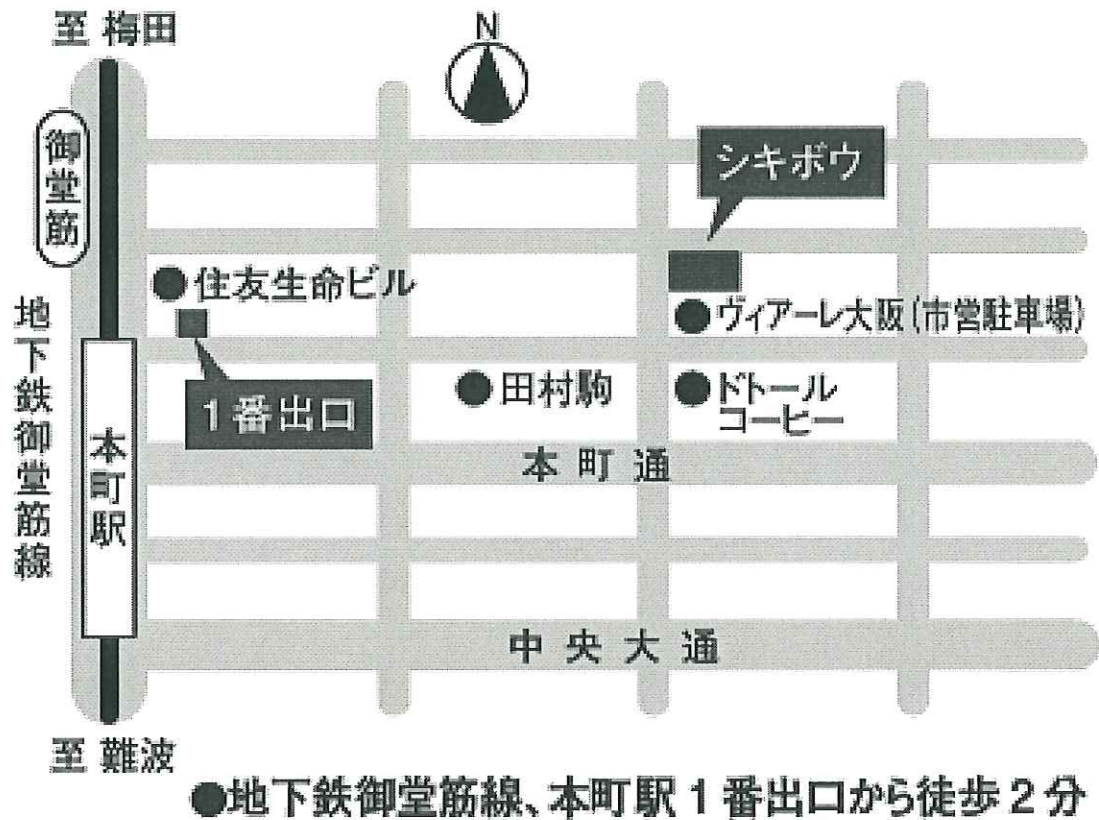 至 梅田
N
御堂筋
シキボウ
住友生命ビル
ヴィアーレ大阪(市営駐車場)
地下鉄御堂筋線
1番出口
田村駒
ドトール
コーヒー
本町駅
本町通
中央大通
至 難波
●地下鉄御堂筋線、本町駅1番出口から徒歩2分